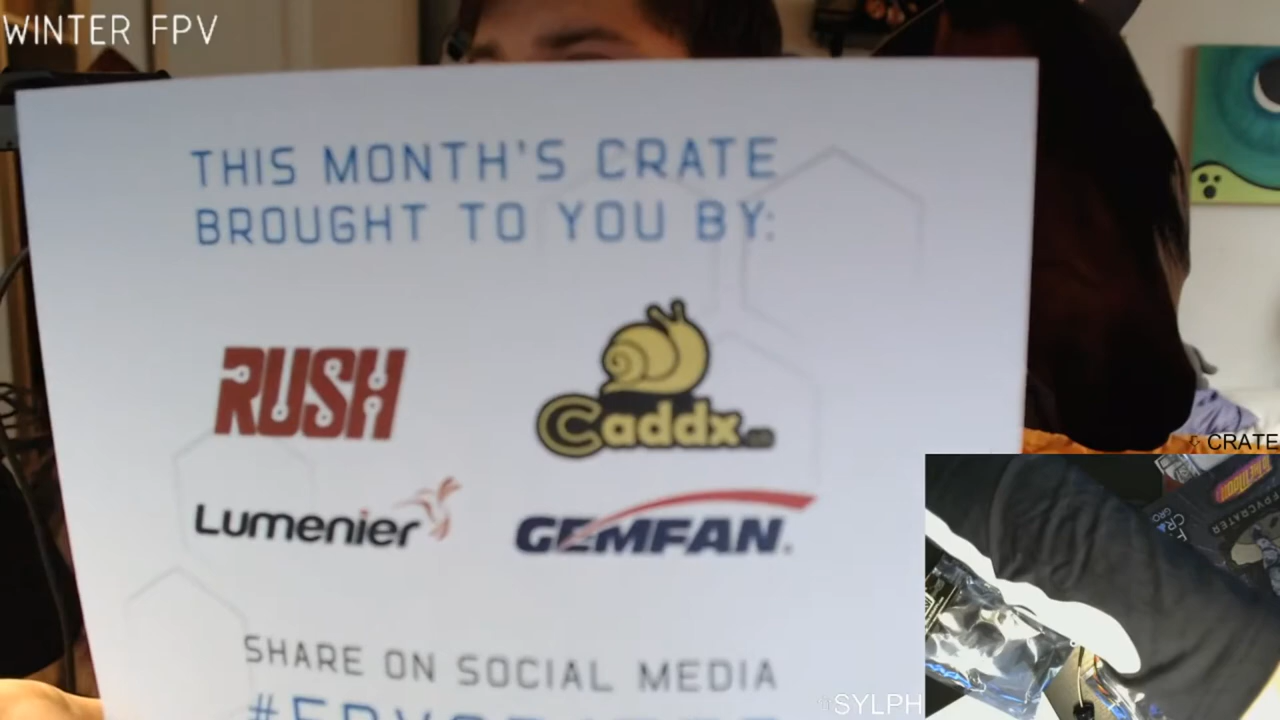 WINTER FPV
THIS MONTH'S CRATE
BROUGHT TO YOU BY:
RUSH
Caddx
Lumenier
GEMFAN.
SHARE ON SOCIAL MEDIA
CRATE
FPVCRATER
SYLPH